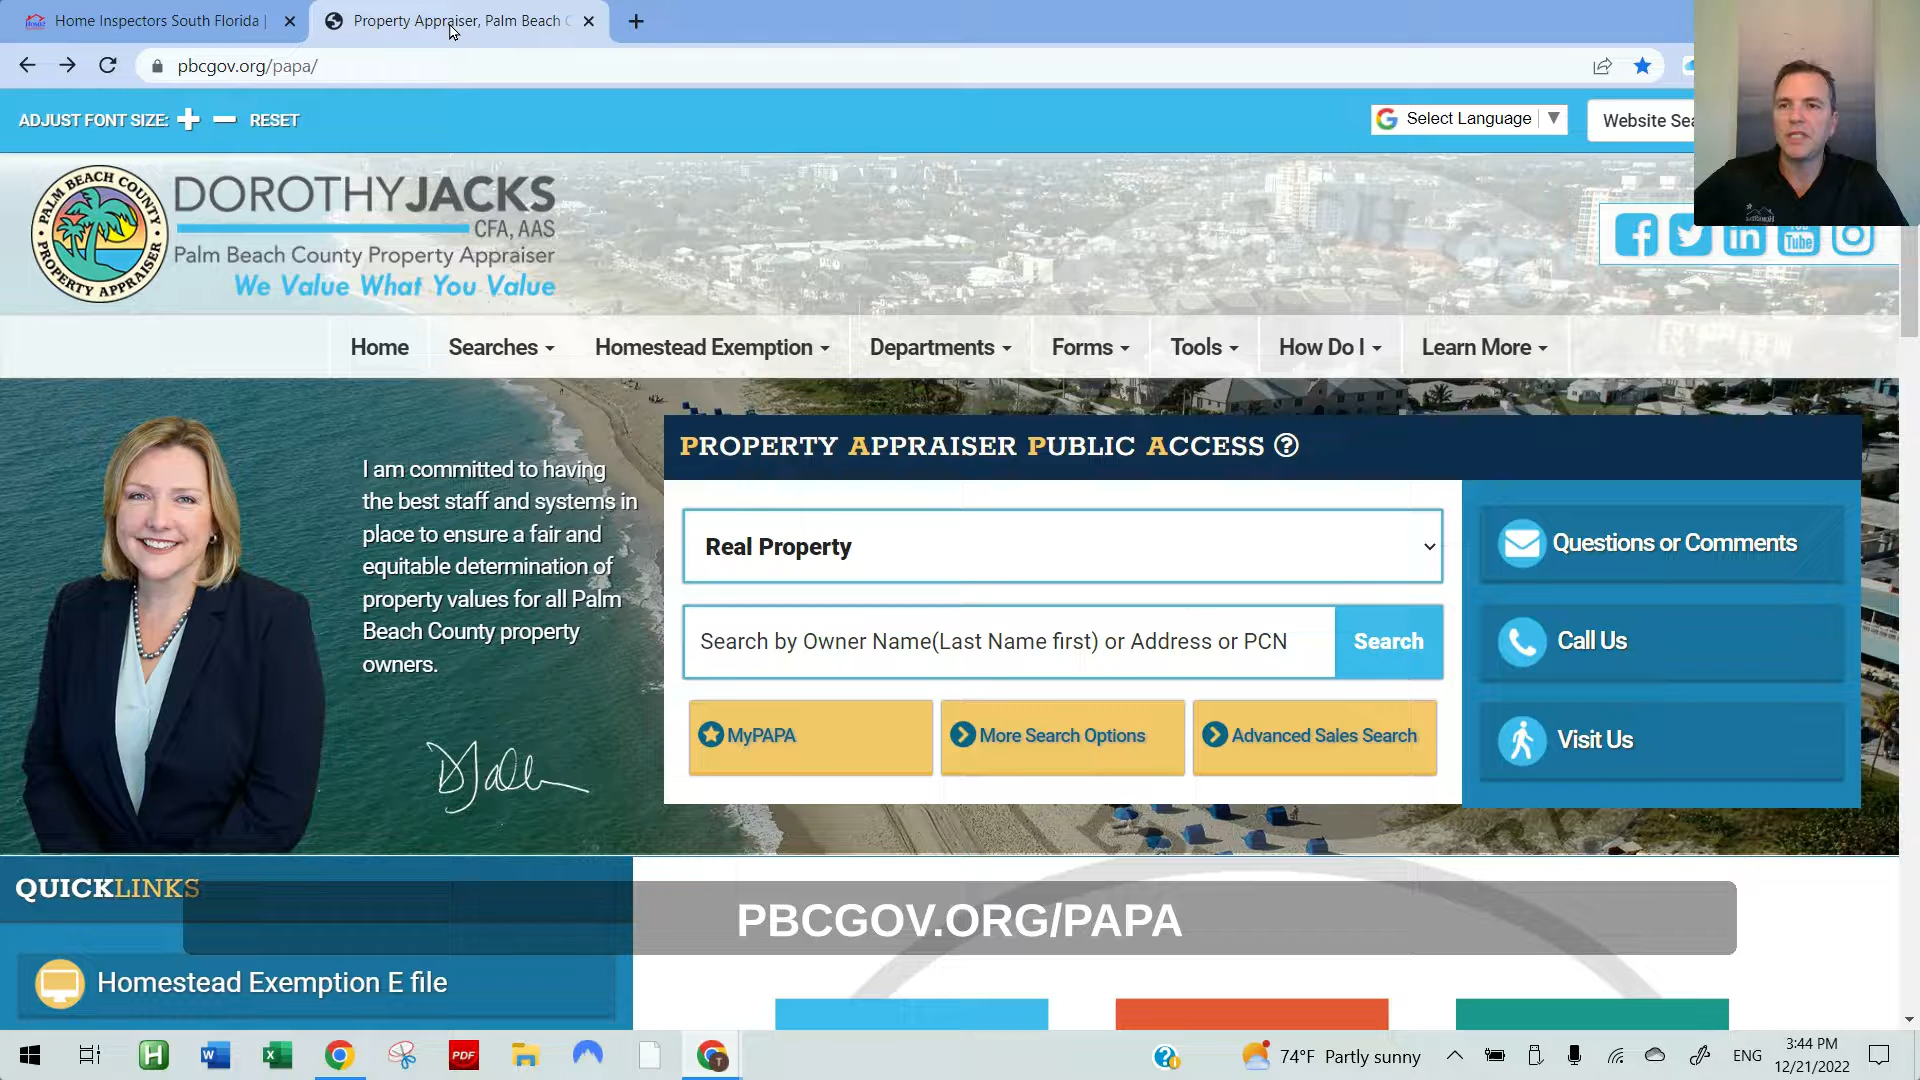 Home Inspectors South Florida |
Property Appraiser, Palm Beach C
pbcgov.org/papa/
ADJUST FONT SIZE: + − RESET
Select Language ▼
Website Sea
PALM BEACH COUNTY
PROPERTY APPRAISER
DOROTHYJACKS
CFA, AAS
Palm Beach County Property Appraiser
We Value What You Value
You
Tube
Home
Searches
Homestead Exemption
Departments
Forms
Tools
How Do I
Learn More
I am committed to having
the best staff and systems in
place to ensure a fair and
equitable determination of
property values for all Palm
Beach County property
owners.
PROPERTY APPRAISER PUBLIC ACCESS ?
Real Property
Search by Owner Name(Last Name first) or Address or PCN
Search
MyPAPA
More Search Options
Advanced Sales Search
Questions or Comments
Call Us
Visit Us
QUICKLINKS
PBCGOV.ORG/PAPA
Homestead Exemption E file
PDF
74°F Partly sunny
ENG
3:44 PM
12/21/2022